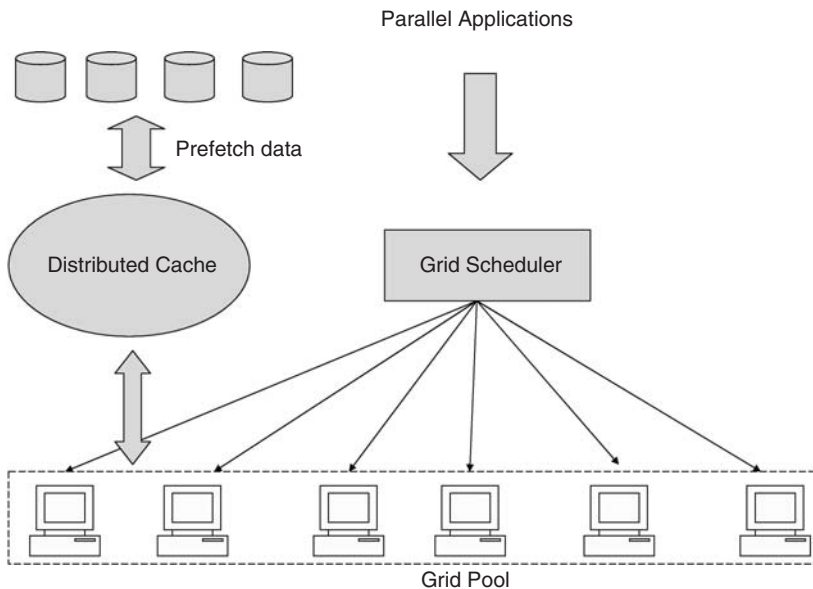 Parallel Applications
Prefetch data
Distributed Cache
Grid Scheduler
Grid Pool